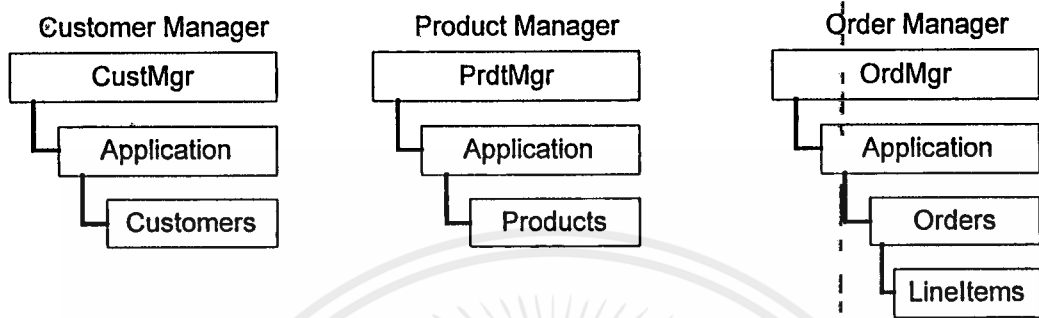 Customer Manager
CustMgr
Application
Customers
Product Manager
PrdtMgr
Application
Products
Order Manager
OrdMgr
Application
Orders
LineItems